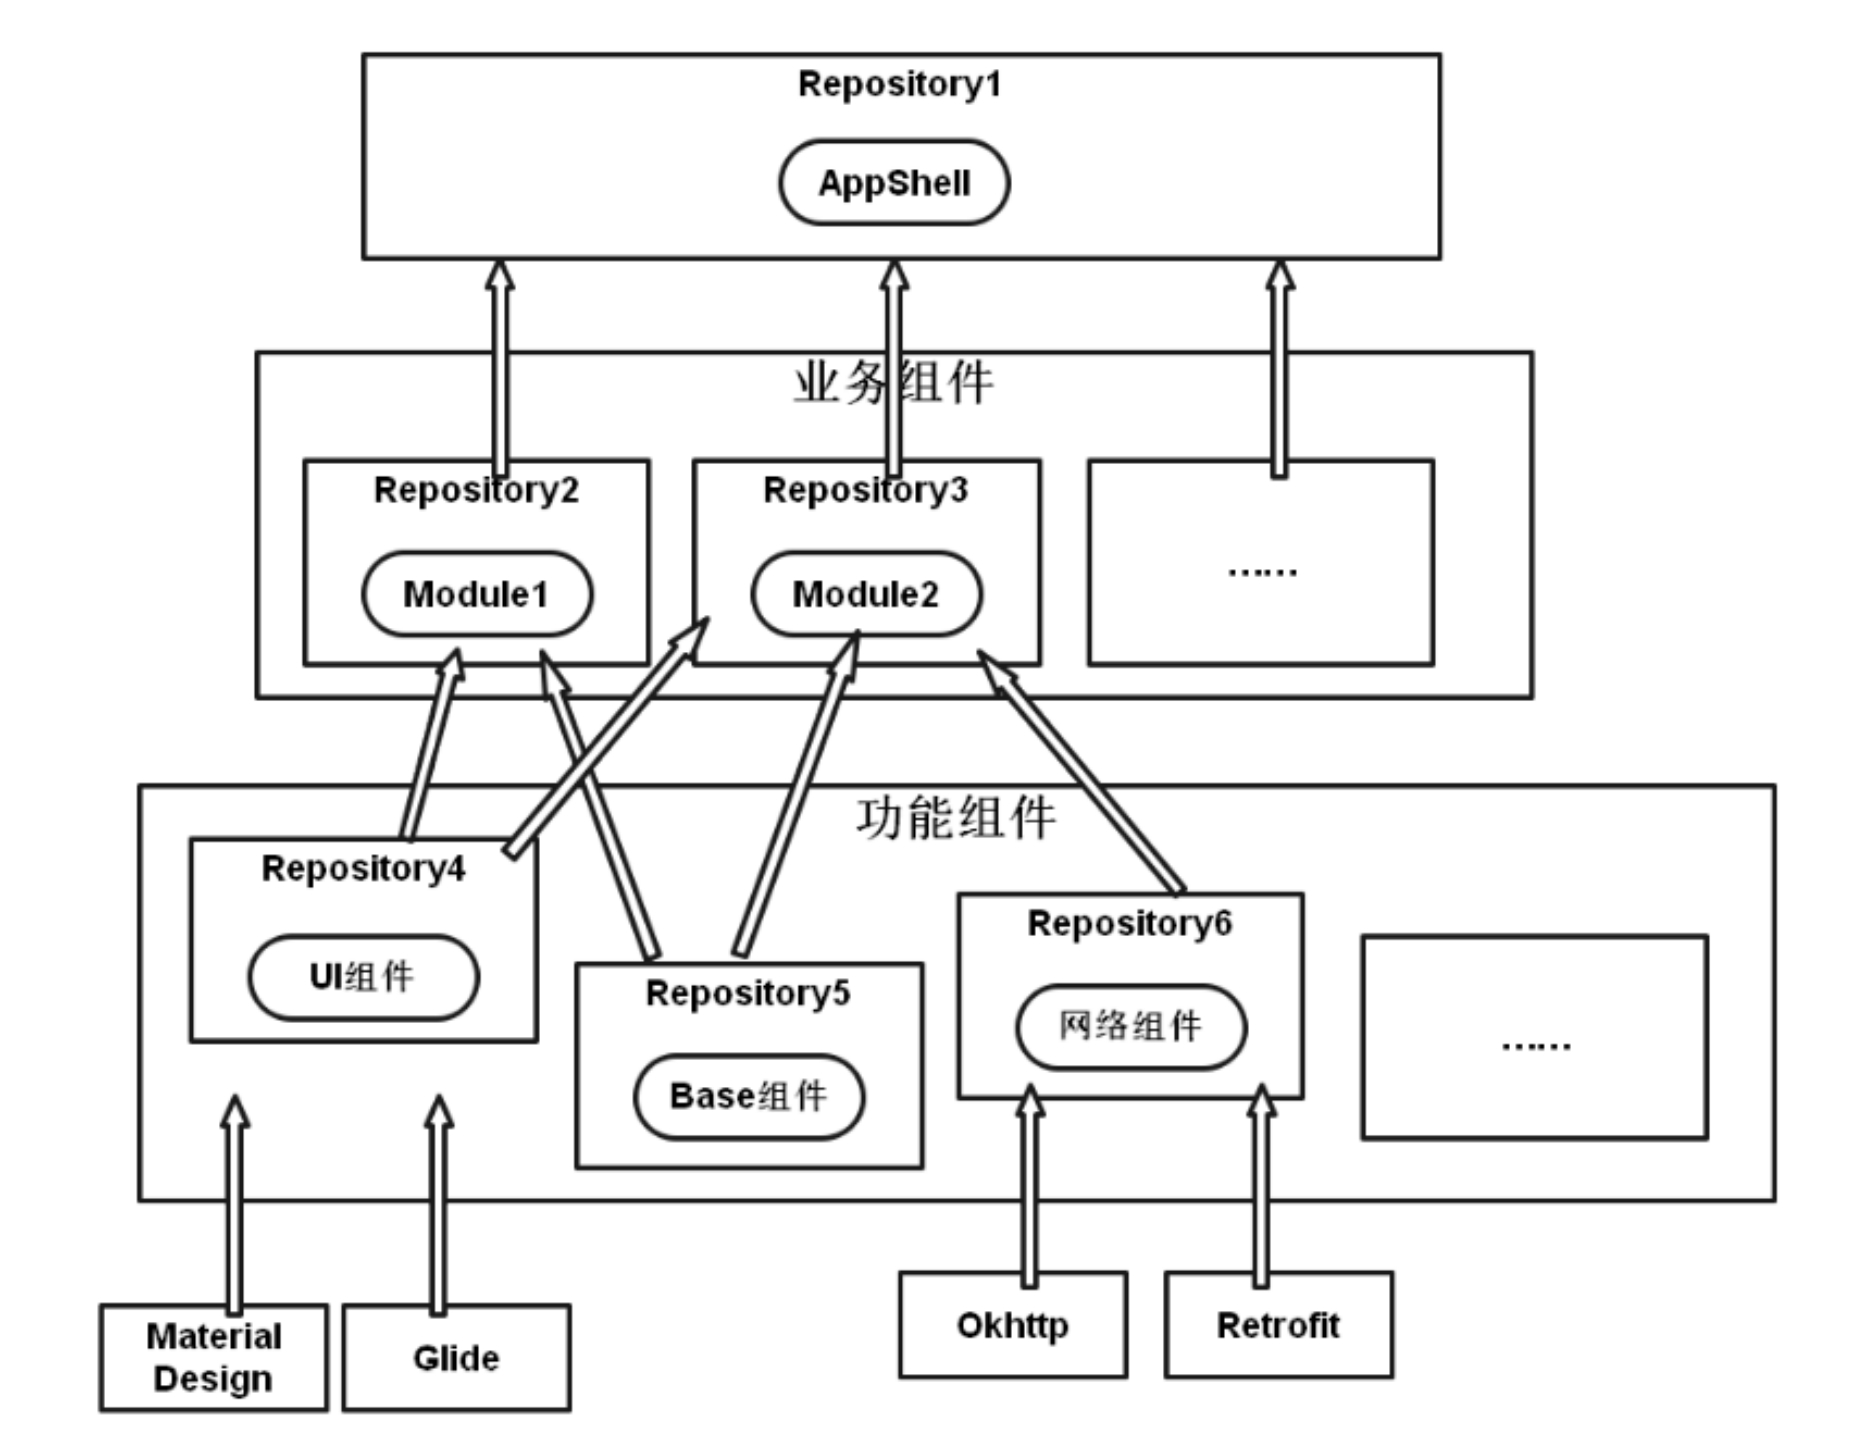 Repository1
AppShell
业务组件
Repository2
Module1
Repository3
Module2
……
功能组件
Repository4
UI组件
Repository5
Base组件
Repository6
网络组件
……
Material
Design
Glide
Okhttp
Retrofit